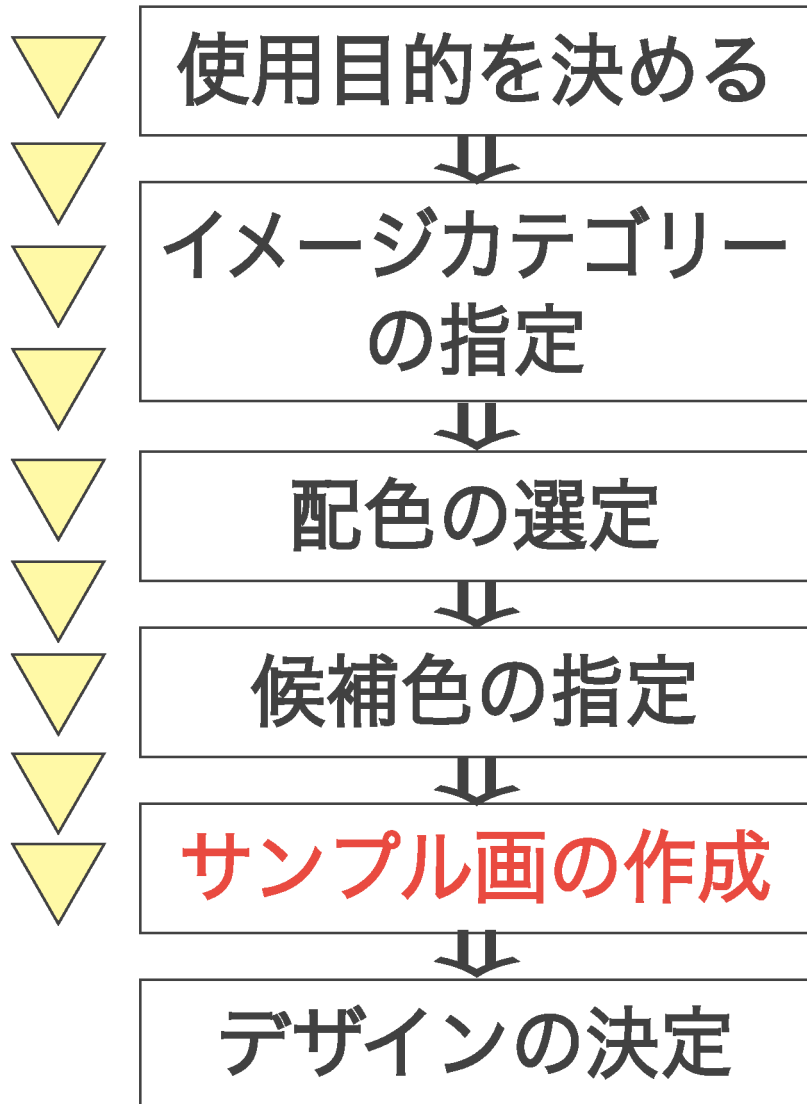 使用目的を決める
イメージカテゴリー
の指定
配色の選定
候補色の指定
サンプル画の作成
デザインの決定